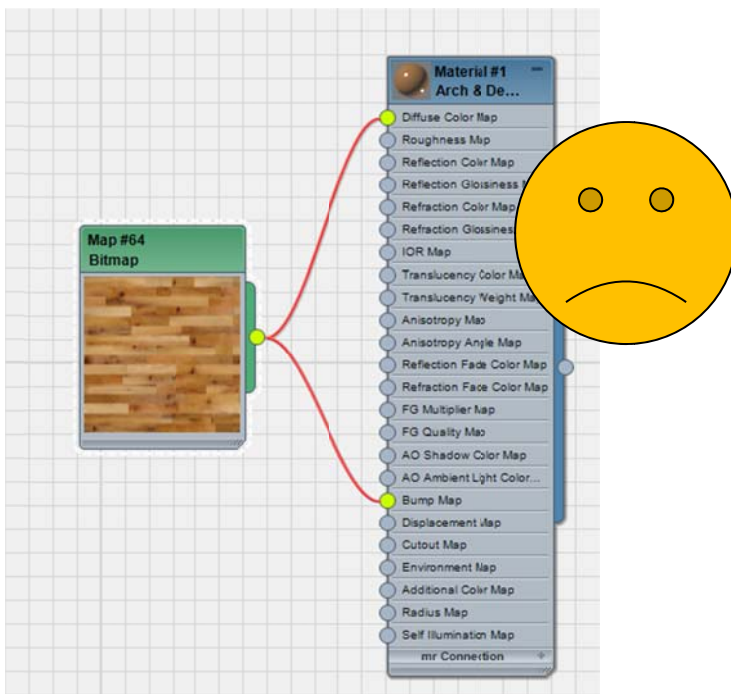 Map #64
Bitmap
Material #1
Arch & De...
Diffuse Color Map
Roughness Map
Reflection Color Map
Reflection Glossiness
Refraction Color Map
Refraction Glossines
IOR Map
Translucency Color Ma
Translucency Weight Ma
Anisotropy Map
Anisotropy Angle Map
Reflection Fade Color Map
Refraction Face Color Map
FG Multiplier Map
FG Quality Map
AO Shadow Color Map
AO Ambient Light Color...
Bump Map
Displacement Map
Cutout Map
Environment Map
Additional Color Map
Radius Map
Self Illumination Map
mr Connection